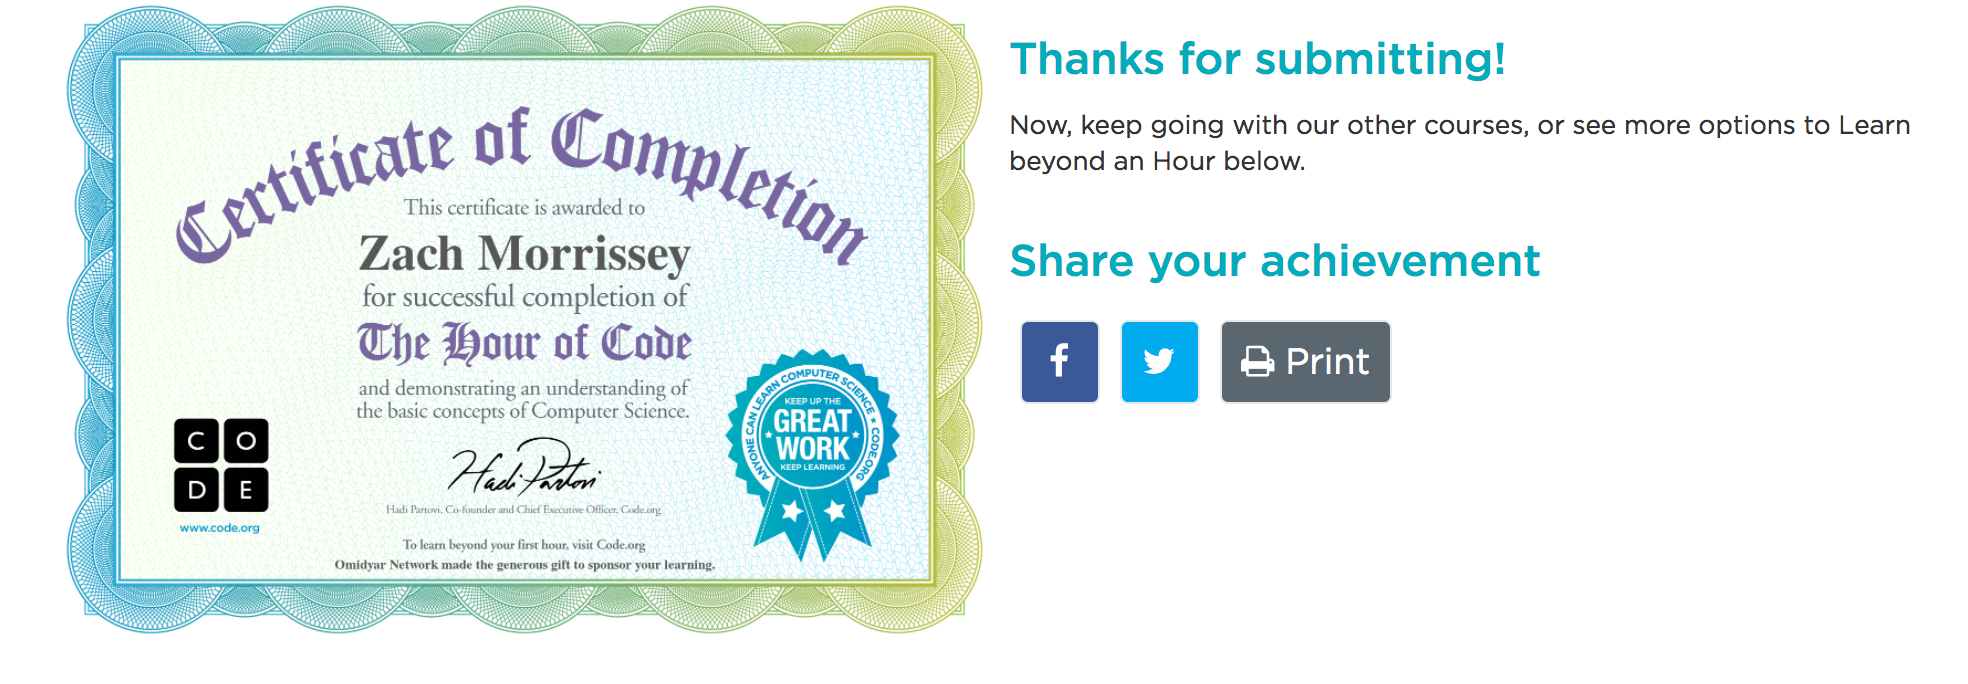 Certificate of Completion
This certificate is awarded to
Zach Morrissey
for successful completion of
The Hour of Code
and demonstrating an understanding of
the basic concepts of Computer Science.
Hadi Partovi
Hadi Partovi, Co-founder and Chief Executive Officer, Code.org
To learn beyond your first hour, visit Code.org
Omidyar Network made the generous gift to sponsor your learning.
C O
D E
www.code.org
ANYONE CAN LEARN COMPUTER SCIENCE ★ CODE.ORG
KEEP UP THE
GREAT
WORK
KEEP LEARNING
Thanks for submitting!
Now, keep going with our other courses, or see more options to Learn
beyond an Hour below.
Share your achievement
f
Print